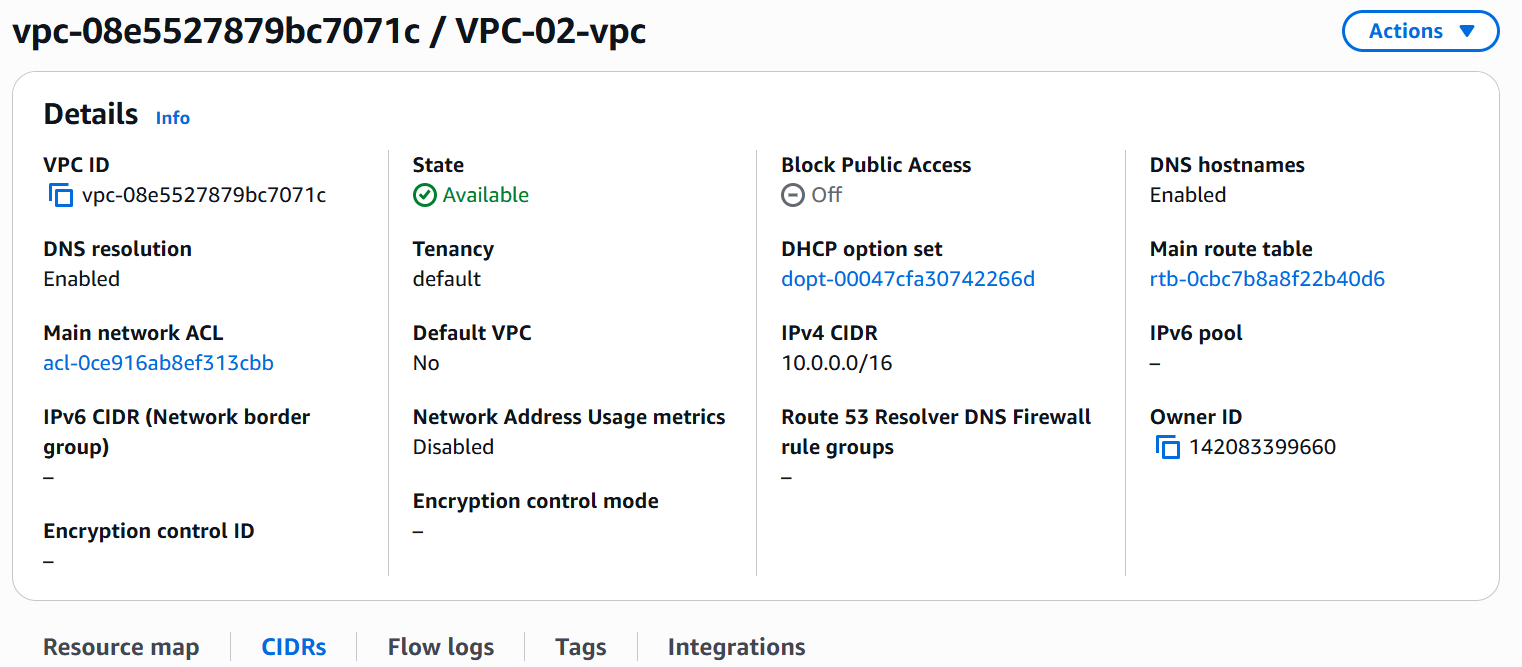 vpc-08e5527879bc7071c / VPC-02-vpc
Actions
Details Info
VPC ID
vpc-08e5527879bc7071c
State
Available
Block Public Access
Off
DNS hostnames
Enabled
DNS resolution
Enabled
Tenancy
default
DHCP option set
dopt-00047cfa30742266d
Main route table
rtb-0cbc7b8a8f22b40d6
Main network ACL
acl-0ce916ab8ef313cbb
Default VPC
No
IPv4 CIDR
10.0.0.0/16
IPv6 pool
–
IPv6 CIDR (Network border
group)
–
Network Address Usage metrics
Disabled
Route 53 Resolver DNS Firewall
rule groups
–
Owner ID
142083399660
Encryption control ID
–
Encryption control mode
–
Resource map
CIDRs
Flow logs
Tags
Integrations